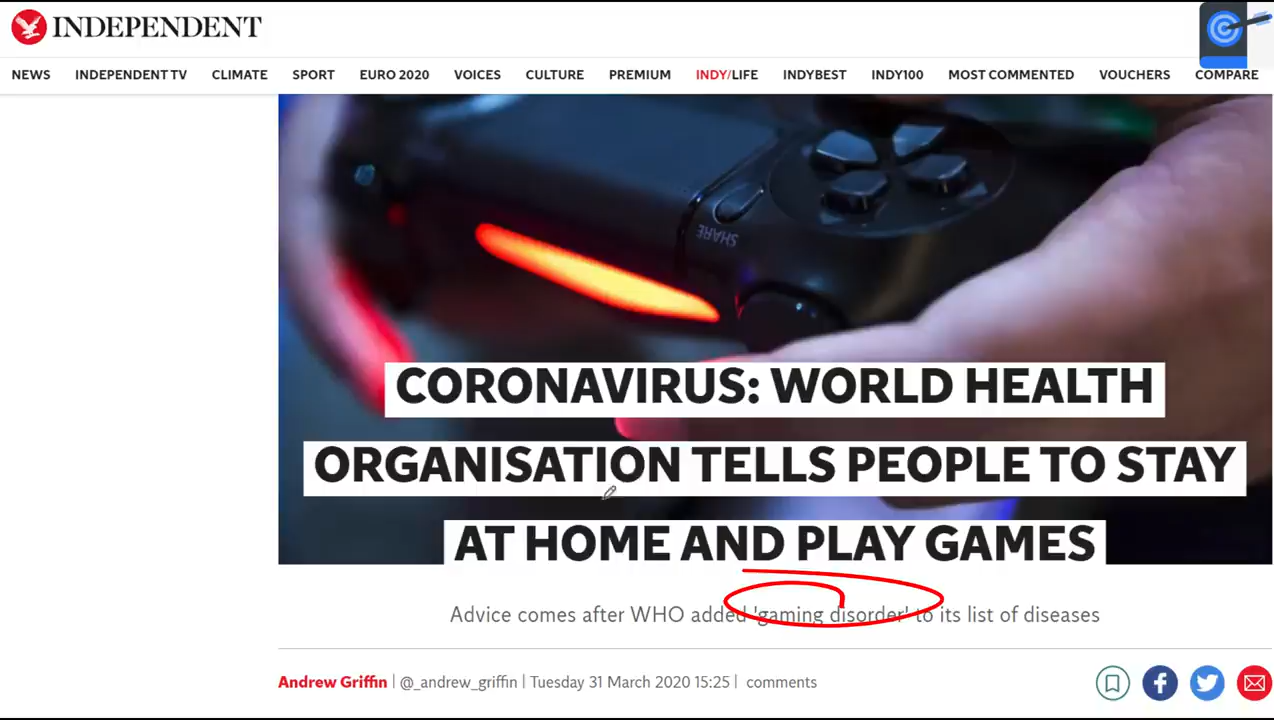 INDEPENDENT
NEWS INDEPENDENT TV CLIMATE SPORT EURO 2020 VOICES CULTURE PREMIUM INDY/LIFE INDYBEST INDY100 MOST COMMENTED VOUCHERS COMPARE
SHARE
CORONAVIRUS: WORLD HEALTH
ORGANISATION TELLS PEOPLE TO STAY
AT HOME AND PLAY GAMES
Advice comes after WHO added 'gaming disorder' to its list of diseases
Andrew Griffin | @_andrew_griffin | Tuesday 31 March 2020 15:25 | comments